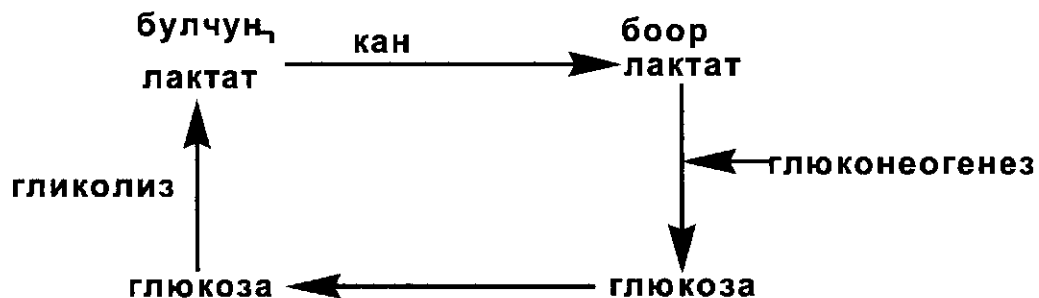 булчуң
кан
боор
лактат
лактат
гликолиз
глюконеогенез
глюкоза
глюкоза